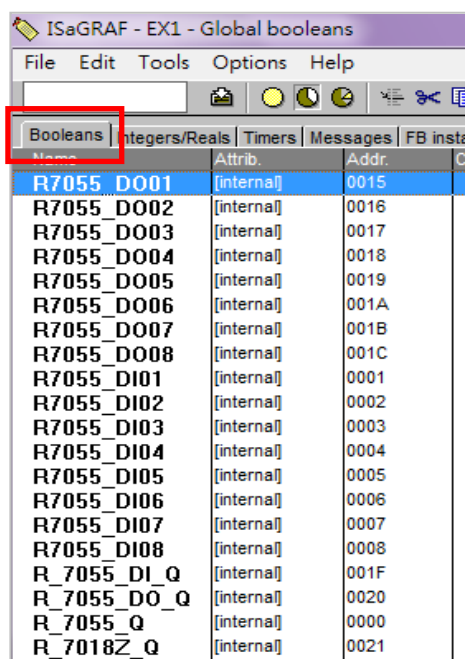 ISaGRAF - EX1 - Global booleans
File Edit Tools Options Help
Booleans Integers/Reals Timers Messages FB insta
Name Attrib. Addr. C
R7055_DO01 [internal] 0015
R7055_DO02 [internal] 0016
R7055_DO03 [internal] 0017
R7055_DO04 [internal] 0018
R7055_DO05 [internal] 0019
R7055_DO06 [internal] 001A
R7055_DO07 [internal] 001B
R7055_DO08 [internal] 001C
R7055_DI01 [internal] 0001
R7055_DI02 [internal] 0002
R7055_DI03 [internal] 0003
R7055_DI04 [internal] 0004
R7055_DI05 [internal] 0005
R7055_DI06 [internal] 0006
R7055_DI07 [internal] 0007
R7055_DI08 [internal] 0008
R_7055_DI_Q [internal] 001F
R_7055_DO_Q [internal] 0020
R_7055_Q [internal] 0000
R_7018Z_Q [internal] 0021